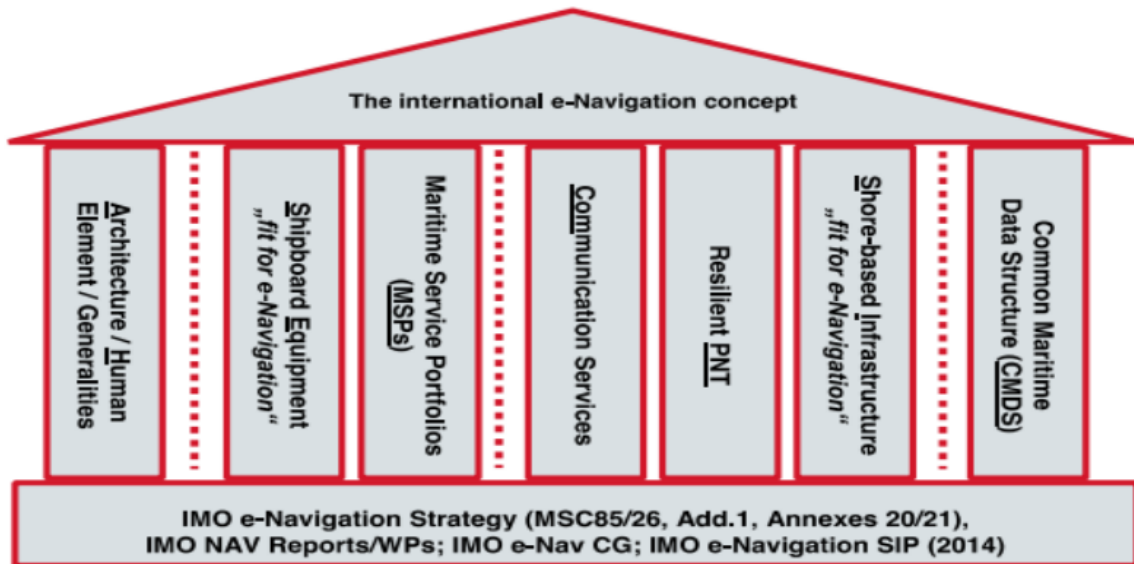 The international e-Navigation concept
Architecture / Human
Element / Generalities
Shipboard Equipment
„fit for e-Navigation“
Maritime Service Portfolios
(MSPs)
Communication Services
Resilient PNT
Shore-based Infrastructure
„fit for e-Navigation“
Common Maritime
Data Structure (CMDS)
IMO e-Navigation Strategy (MSC85/26, Add.1, Annexes 20/21),
IMO NAV Reports/WPs; IMO e-Nav CG; IMO e-Navigation SIP (2014)